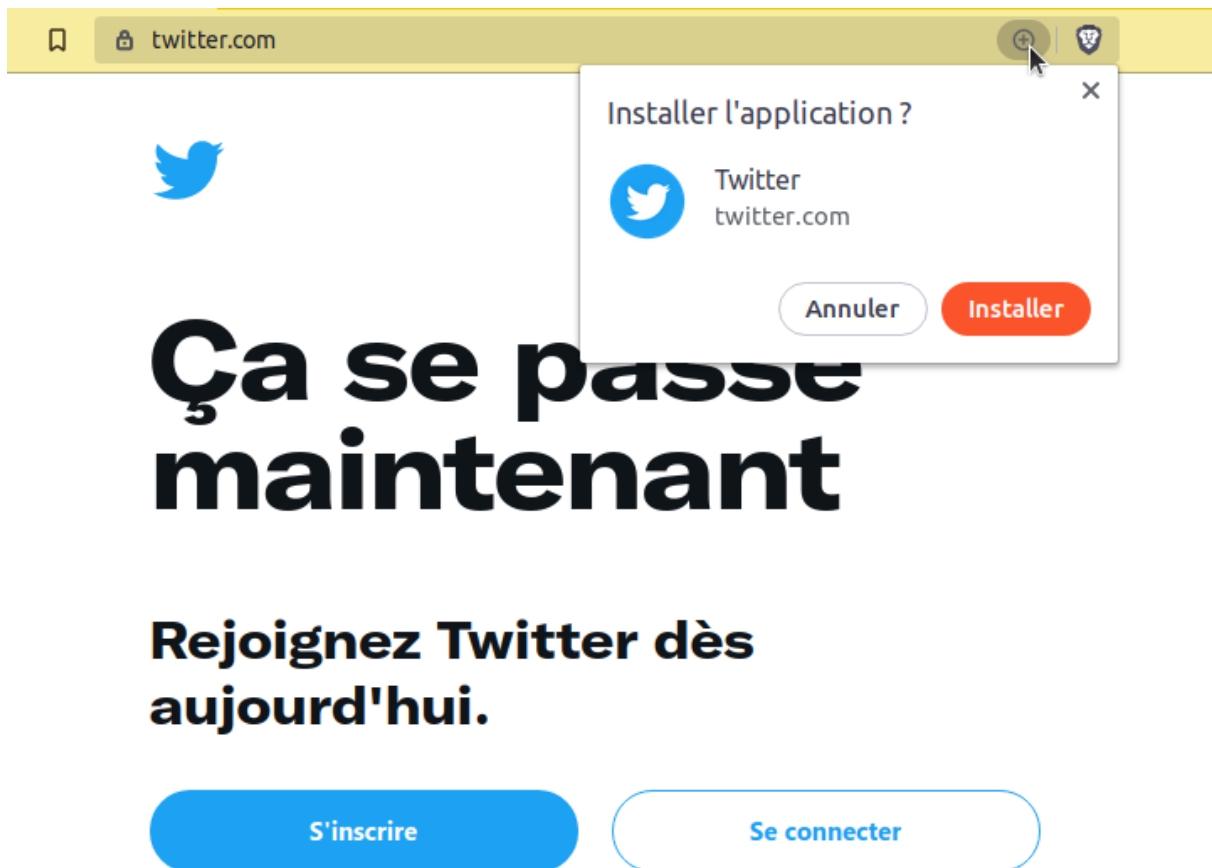 twitter.com
Installer l'application ?
Twitter
twitter.com
Annuler
Installer
Ça se passe
maintenant
Rejoignez Twitter dès
aujourd'hui.
S'inscrire
Se connecter